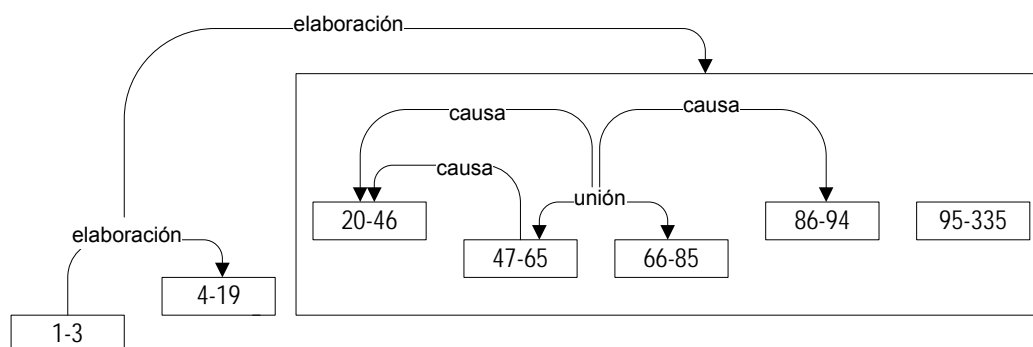 elaboración
causa
causa
causa
unión
20-46
86-94
95-335
elaboración
47-65
66-85
4-19
1-3